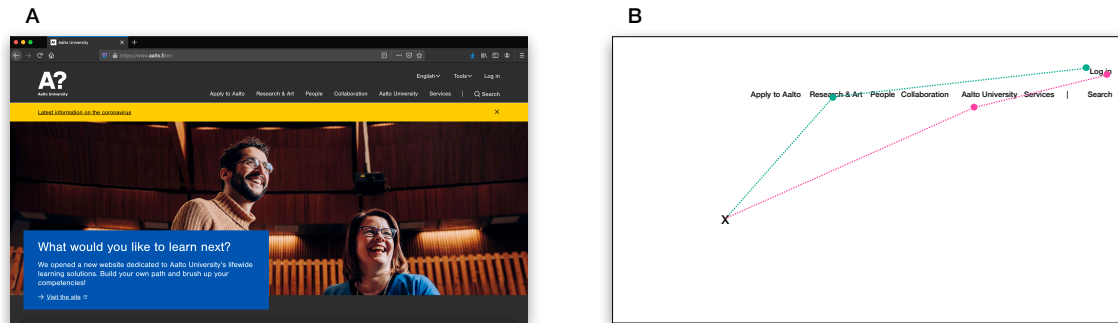 A
B
Aalto University
https://www.aalto.fi/en
A?
Aalto University
English
Tools
Log in
Apply to Aalto
Research & Art
People
Collaboration
Aalto University
Services
|
Search
Latest information on the coronavirus
What would you like to learn next?
We opened a new website dedicated to Aalto University's lifewide
learning solutions. Build your own path and brush up your
competencies!
→ Visit the site
Log in
Apply to Aalto
Research & Art
People
Collaboration
Aalto University
Services
|
Search
X